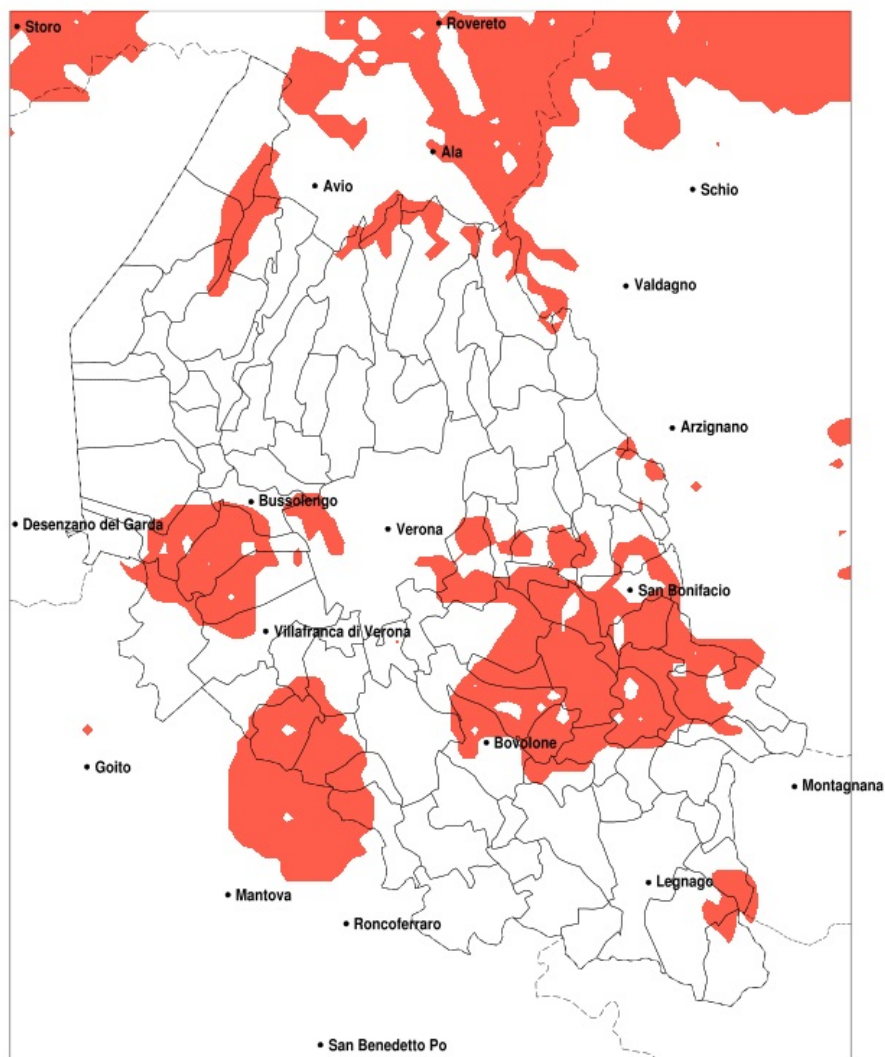 Storo
Rovereto
Ala
Avio
Schio
Valdagno
Arzignano
Bussolengo
Desenzano del Garda
Verona
San Bonifacio
Villafranca di Verona
Bovolone
Goito
Montagnana
Legnago
Mantova
Roncoferraro
San Benedetto Po